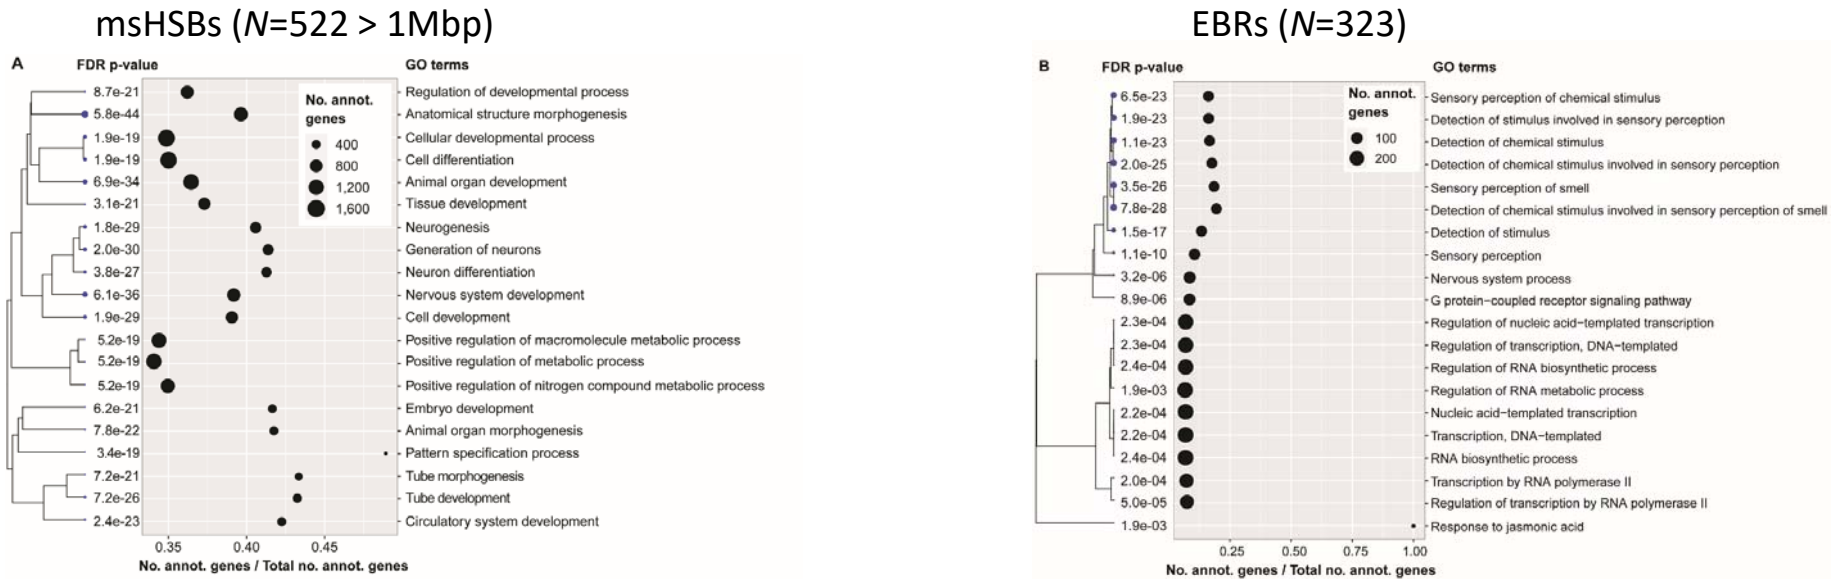 msHSBs (N=522 > 1Mbp)
A FDR p-value GO terms
8.7e-21 Regulation of developmental process
5.8e-44 Anatomical structure morphogenesis
1.9e-19 Cellular developmental process
1.9e-19 Cell differentiation
6.9e-34 Animal organ development
3.1e-21 Tissue development
1.8e-29 Neurogenesis
2.0e-30 Generation of neurons
3.8e-27 Neuron differentiation
6.1e-36 Nervous system development
1.9e-29 Cell development
5.2e-19 Positive regulation of macromolecule metabolic process
5.2e-19 Positive regulation of metabolic process
5.2e-19 Positive regulation of nitrogen compound metabolic process
6.2e-21 Embryo development
7.8e-22 Animal organ morphogenesis
3.4e-19 Pattern specification process
7.2e-21 Tube morphogenesis
7.2e-26 Tube development
2.4e-23 Circulatory system development
No. annot.
genes
400
800
1,200
1,600
0.35 0.40 0.45
No. annot. genes / Total no. annot. genes
EBRs (N=323)
B FDR p-value GO terms
6.5e-23 Sensory perception of chemical stimulus
1.9e-23 Detection of stimulus involved in sensory perception
1.1e-23 Detection of chemical stimulus
2.0e-25 Detection of chemical stimulus involved in sensory perception
3.5e-26 Sensory perception of smell
7.8e-28 Detection of chemical stimulus involved in sensory perception of smell
1.5e-17 Detection of stimulus
1.1e-10 Sensory perception
3.2e-06 Nervous system process
8.9e-06 G protein−coupled receptor signaling pathway
2.3e-04 Regulation of nucleic acid−templated transcription
2.3e-04 Regulation of transcription, DNA−templated
2.4e-04 Regulation of RNA biosynthetic process
1.9e-03 Regulation of RNA metabolic process
2.2e-04 Nucleic acid−templated transcription
2.2e-04 Transcription, DNA−templated
2.4e-04 RNA biosynthetic process
2.0e-04 Transcription by RNA polymerase II
5.0e-05 Regulation of transcription by RNA polymerase II
1.9e-03 Response to jasmonic acid
No. annot.
genes
100
200
0.25 0.50 0.75 1.00
No. annot. genes / Total no. annot. genes